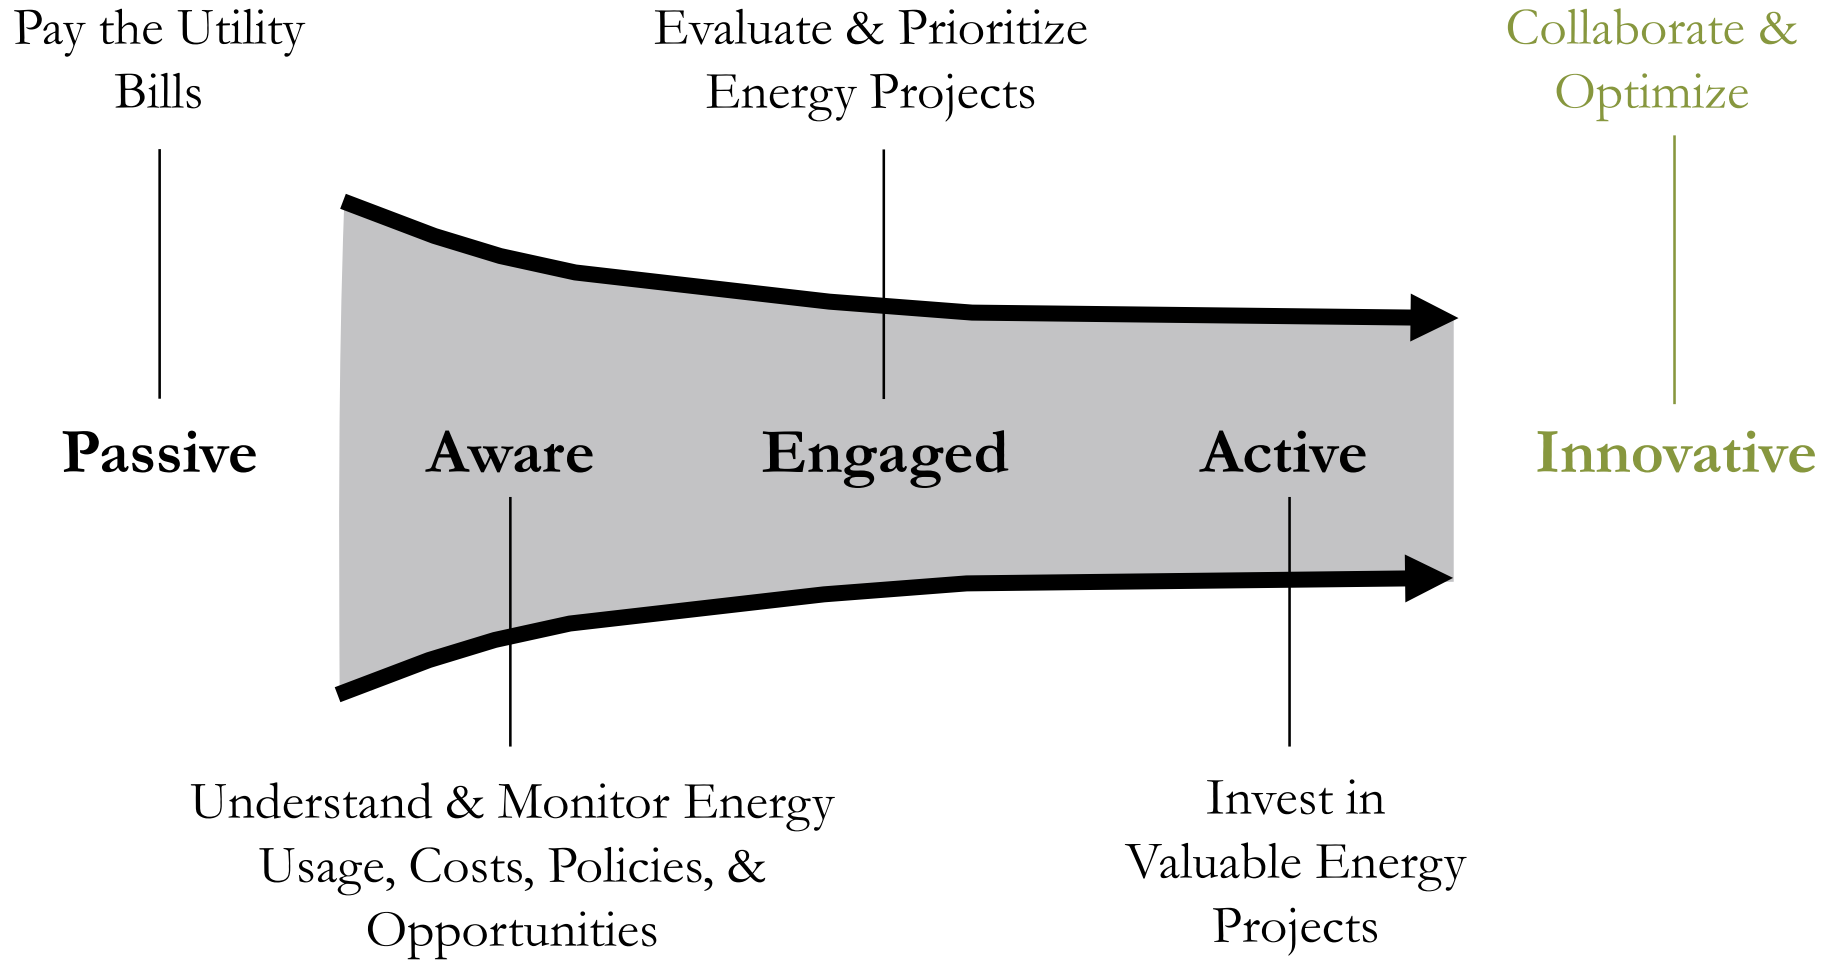 Pay the Utility
Bills
Evaluate & Prioritize
Energy Projects
Collaborate &
Optimize
Passive
Aware
Engaged
Active
Innovative
Understand & Monitor Energy
Usage, Costs, Policies, &
Opportunities
Invest in
Valuable Energy
Projects